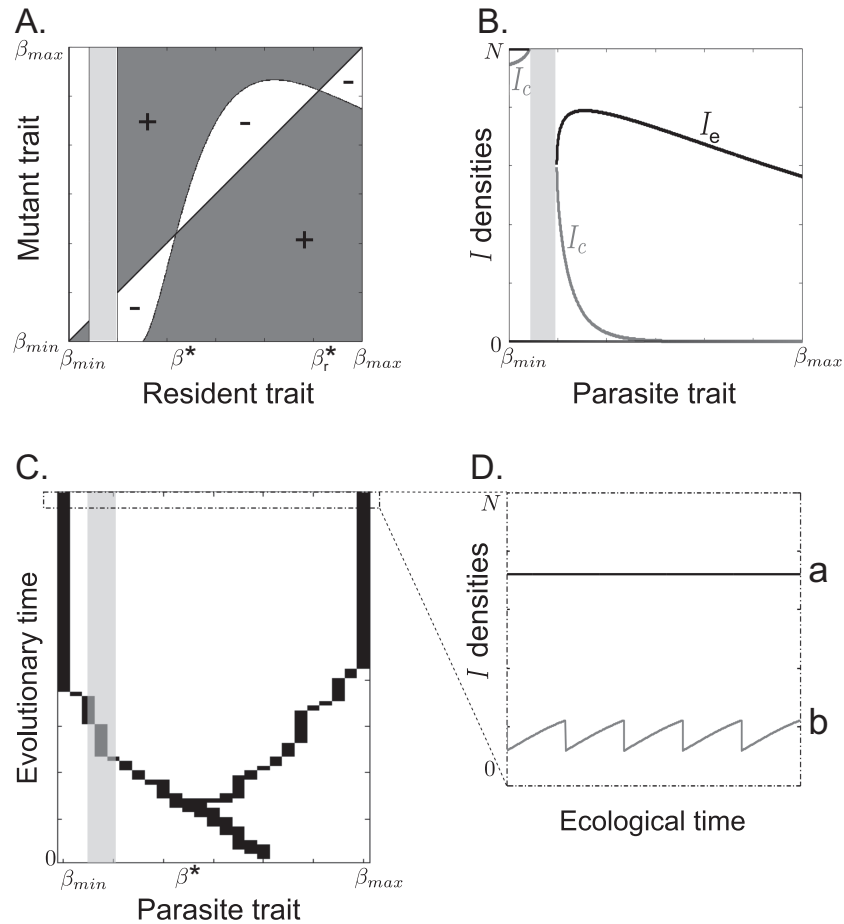 A.
β_max
Mutant trait
+
-
-
+
-
β_min
β_min β* β_r* β_max
Resident trait
B.
N
I_c
I_e
I densities
I_c
0
β_min β_max
Parasite trait
C.
Evolutionary time
0
β_min β* β_max
Parasite trait
D.
N
a
I densities
b
0
Ecological time